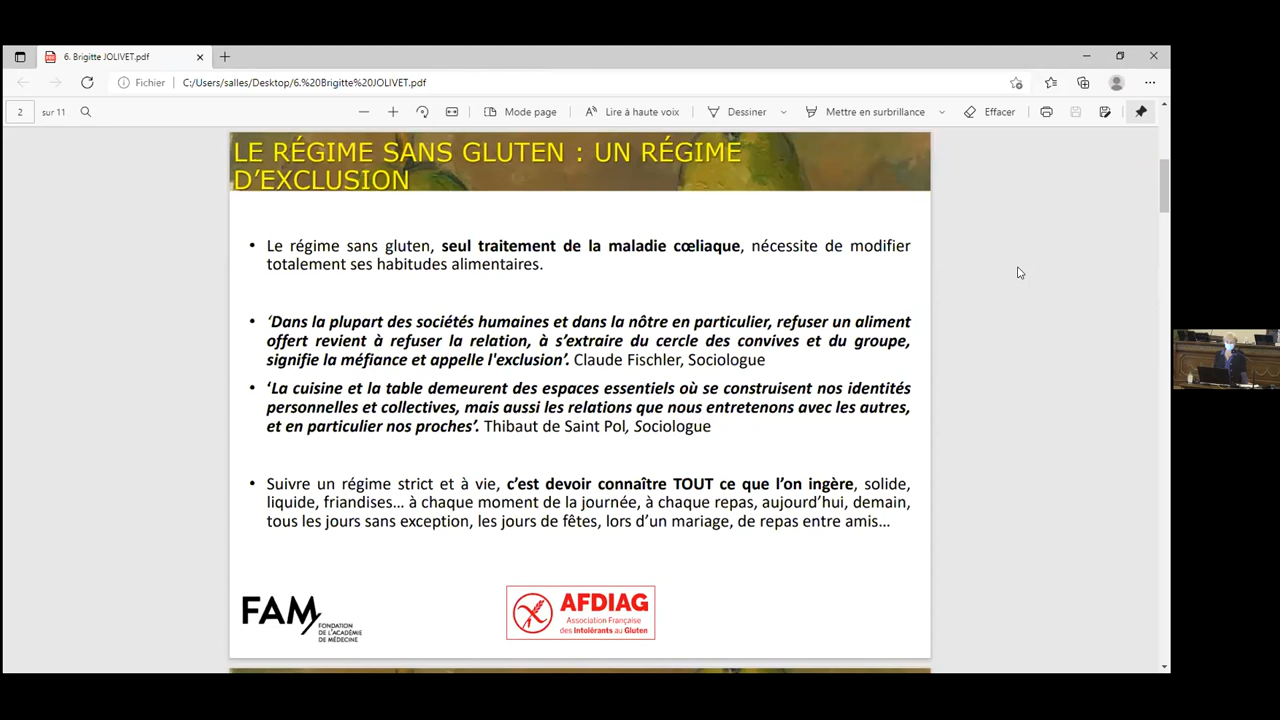 6. Brigitte JOLIVET.pdf
Fichier
C:/Users/salles/Desktop/6.%20Brigitte%20JOLIVET.pdf
2
sur 11
Mode page
Lire à haute voix
Dessiner
Mettre en surbrillance
Effacer
LE RÉGIME SANS GLUTEN : UN RÉGIME
D’EXCLUSION
• Le régime sans gluten, seul traitement de la maladie cœliaque, nécessite de modifier
totalement ses habitudes alimentaires.
• ‘Dans la plupart des sociétés humaines et dans la nôtre en particulier, refuser un aliment
offert revient à refuser la relation, à s’extraire du cercle des convives et du groupe,
signifie la méfiance et appelle l'exclusion’. Claude Fischler, Sociologue
• ‘La cuisine et la table demeurent des espaces essentiels où se construisent nos identités
personnelles et collectives, mais aussi les relations que nous entretenons avec les autres,
et en particulier nos proches’. Thibaut de Saint Pol, Sociologue
• Suivre un régime strict et à vie, c’est devoir connaître TOUT ce que l’on ingère, solide,
liquide, friandises… à chaque moment de la journée, à chaque repas, aujourd’hui, demain,
tous les jours sans exception, les jours de fêtes, lors d’un mariage, de repas entre amis…
FAM
FONDATION
DE L'ACADÉMIE
DE MÉDECINE
AFDIAG
Association Française
des Intolérants au Gluten